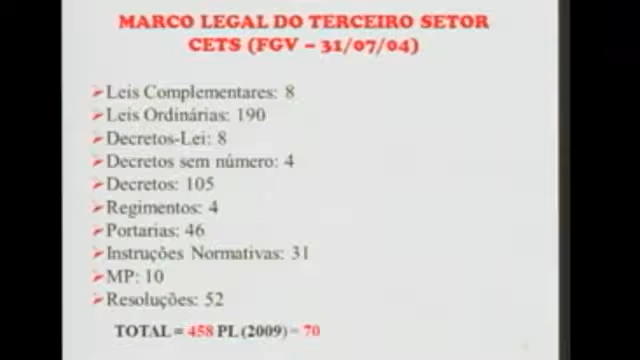 MARCO LEGAL DO TERCEIRO SETOR
CETS (FGV – 31/07/04)
➢Leis Complementares: 8
➢Leis Ordinárias: 190
➢Decretos-Lei: 8
➢Decretos sem número: 4
➢Decretos: 105
➢Regimentos: 4
➢Portarias: 46
➢Instruções Normativas: 31
➢MP: 10
➢Resoluções: 52
TOTAL = 458 PL (2009) = 70